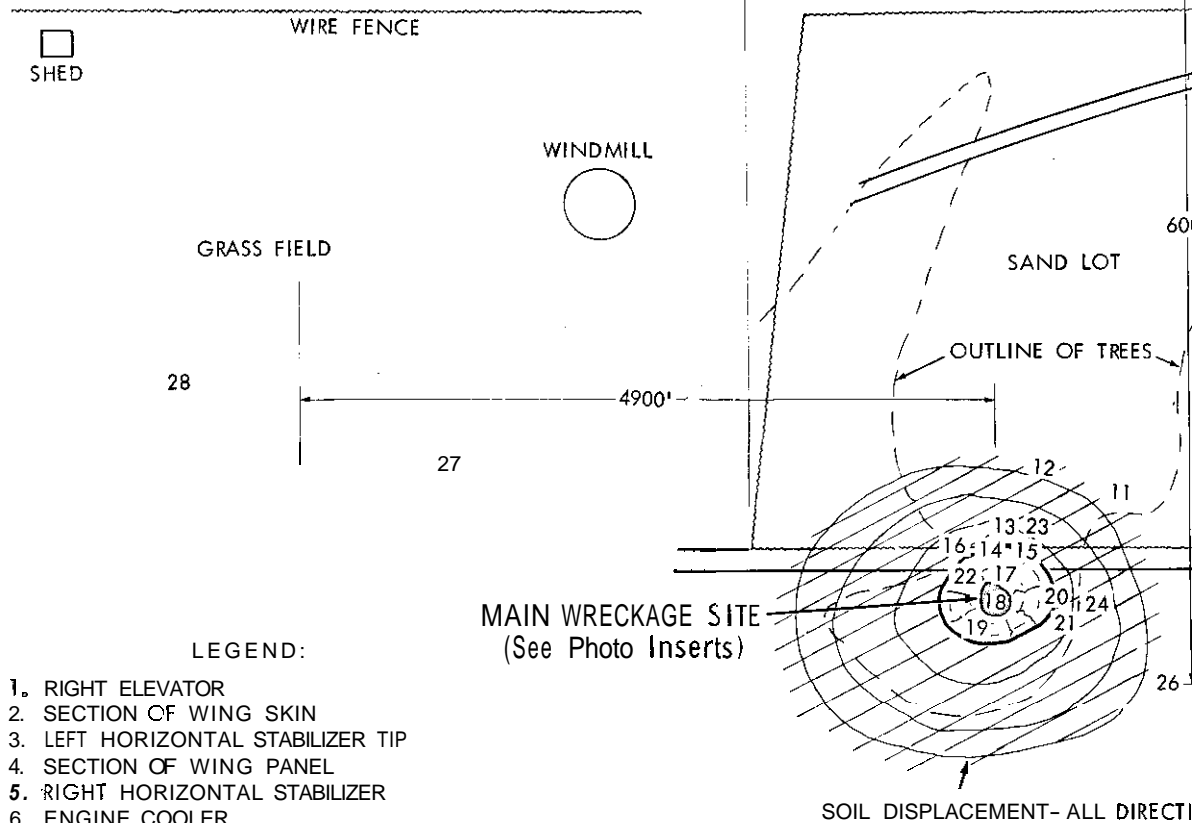 WIRE FENCE
SHED
WINDMILL
GRASS FIELD
SAND LOT
600
OUTLINE OF TREES
28
4900'
27
12
11
13 23
16 14 15
22 17
18 20 24
19 21
MAIN WRECKAGE SITE
(See Photo Inserts)
26
LEGEND:
1. RIGHT ELEVATOR
2. SECTION OF WING SKIN
3. LEFT HORIZONTAL STABILIZER TIP
4. SECTION OF WING PANEL
5. RIGHT HORIZONTAL STABILIZER
6. ENGINE COOLER
SOIL DISPLACEMENT- ALL